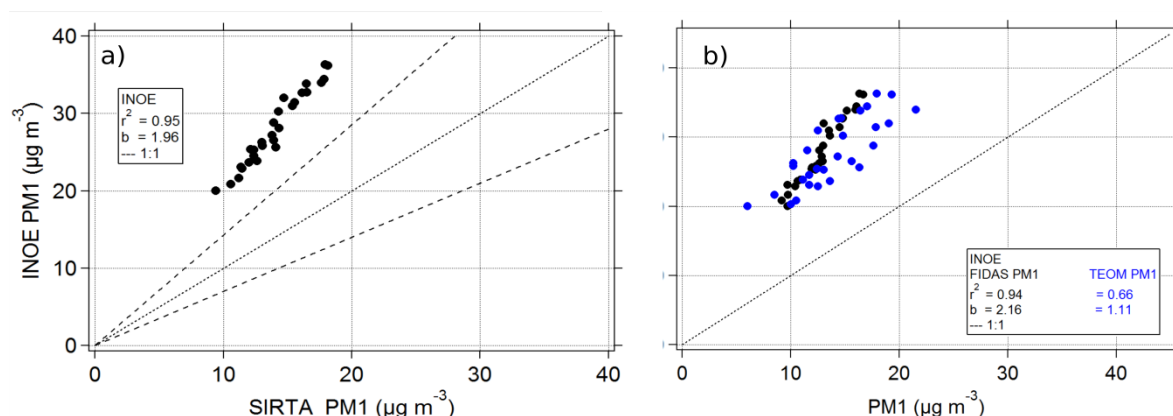 a)
INOE PM1 (µg m⁻³)
40
30
20
10
0
INOE
r² = 0.95
b = 1.96
--- 1:1
0
10
20
30
40
SIRTA PM1 (µg m⁻³)
b)
INOE
FIDAS PM1 TEOM PM1
r² = 0.94 = 0.66
b = 2.16 = 1.11
--- 1:1
0
10
20
30
40
PM1 (µg m⁻³)